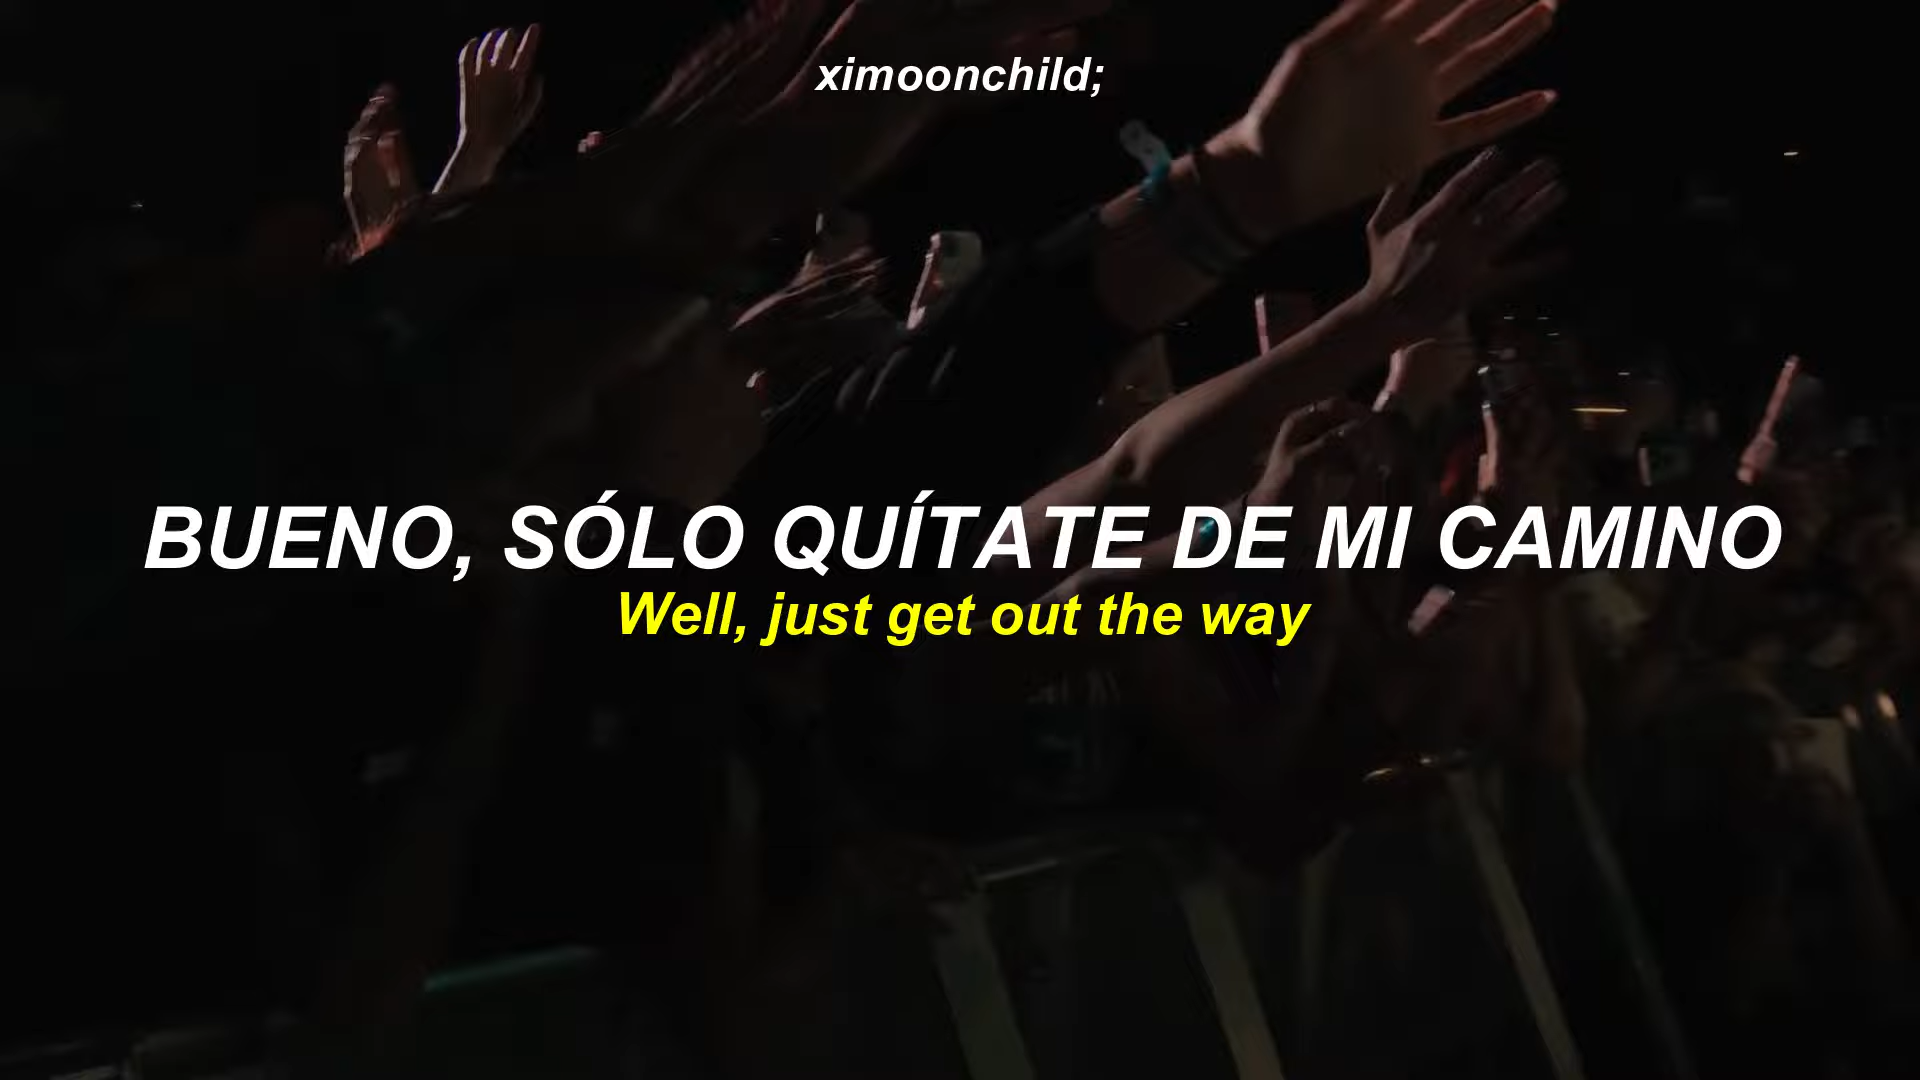 ximoonchild;
BUENO, SÓLO QUÍTATE DE MI CAMINO
Well, just get out the way